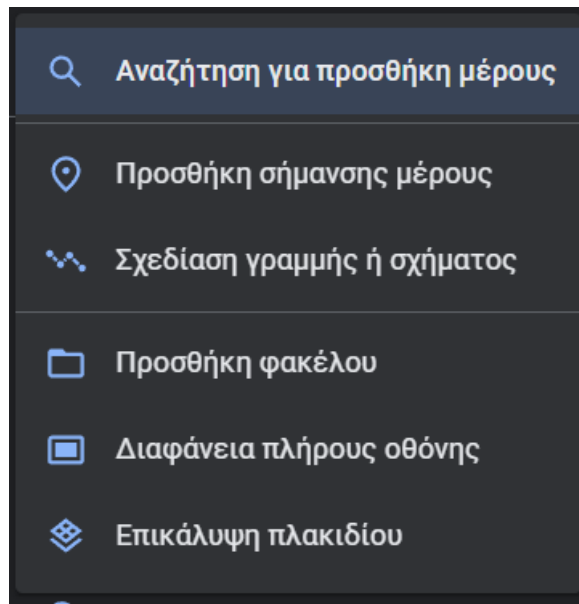 Αναζήτηση για προσθήκη μέρους
Προσθήκη σήμανσης μέρους
Σχεδίαση γραμμής ή σχήματος
Προσθήκη φακέλου
Διαφάνεια πλήρους οθόνης
Επικάλυψη πλακιδίου